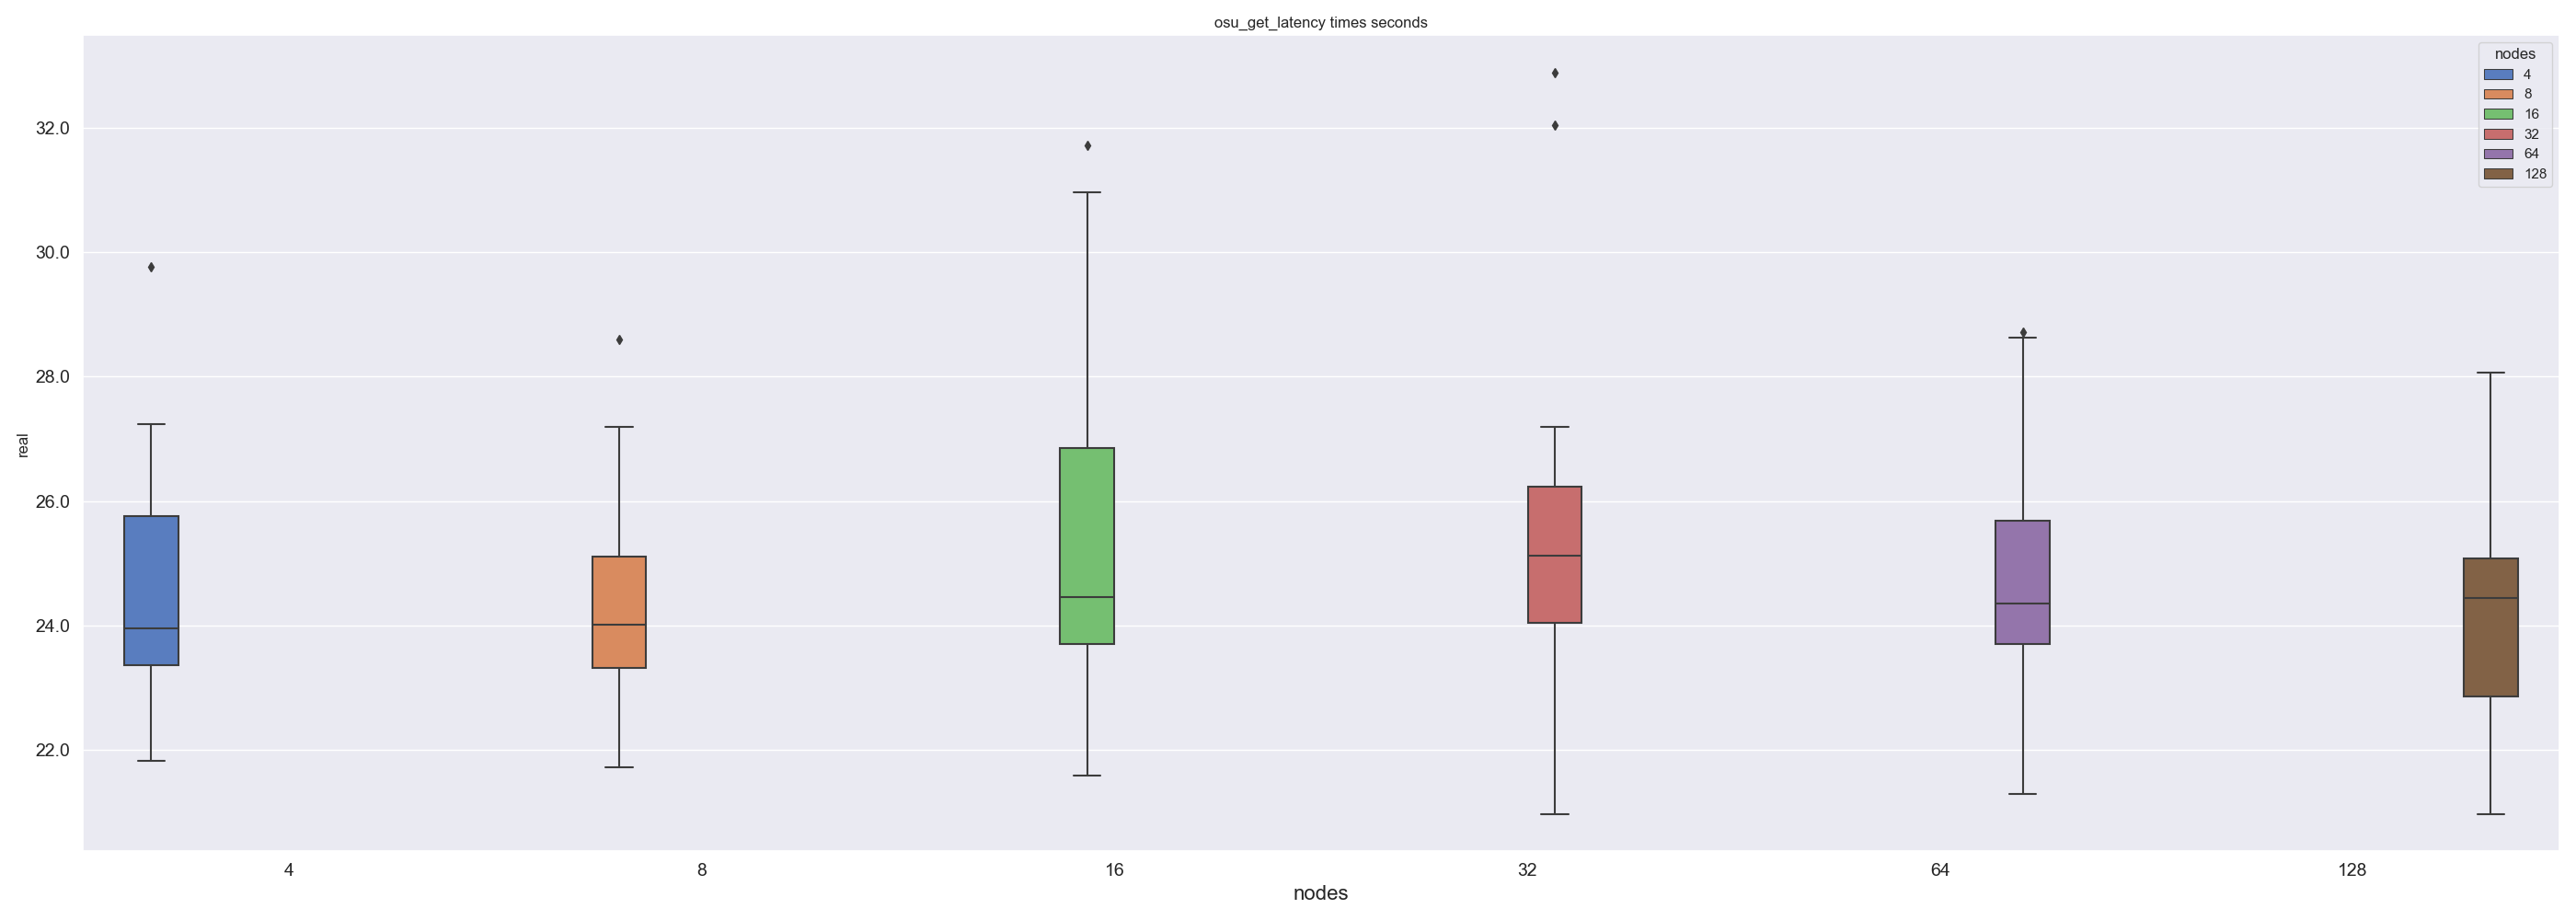 osu_get_latency times seconds
nodes
4
8
16
32
64
128
32.0
30.0
28.0
26.0
24.0
22.0
real
4 8 16 32 64 128
nodes